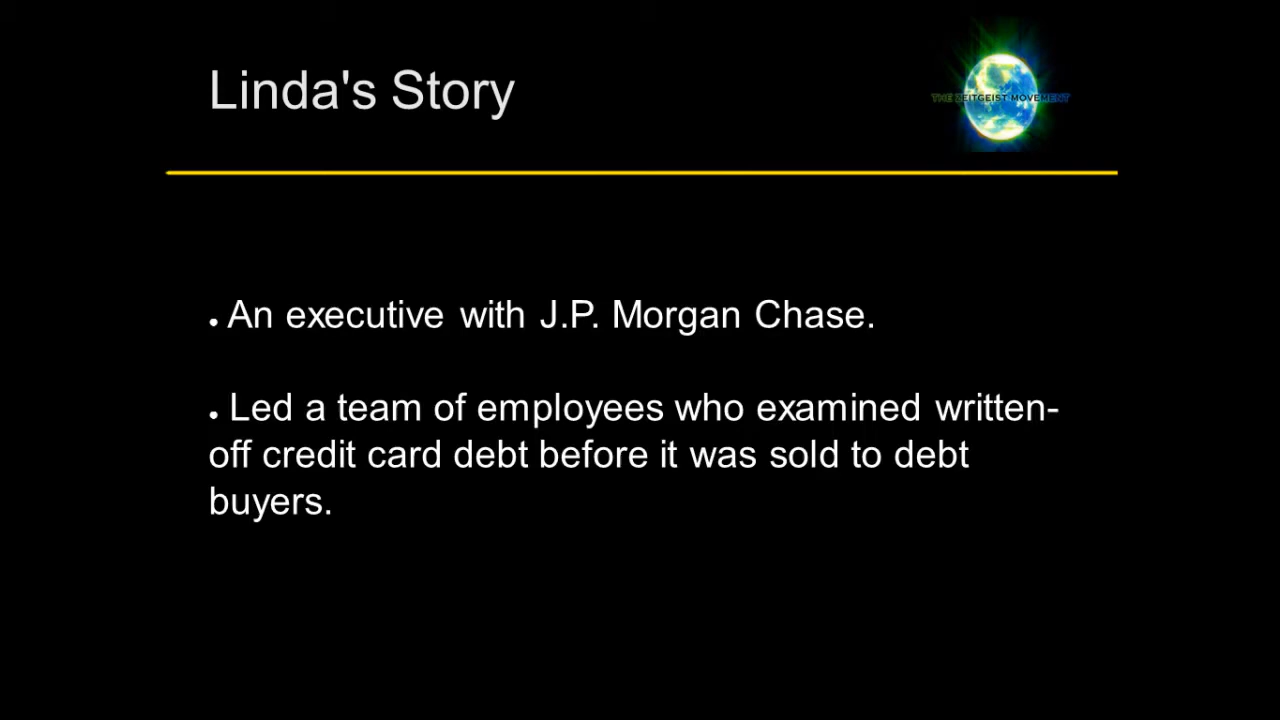 Linda's Story
THE ZEITGEIST MOVEMENT
● An executive with J.P. Morgan Chase.
● Led a team of employees who examined written-
off credit card debt before it was sold to debt
buyers.